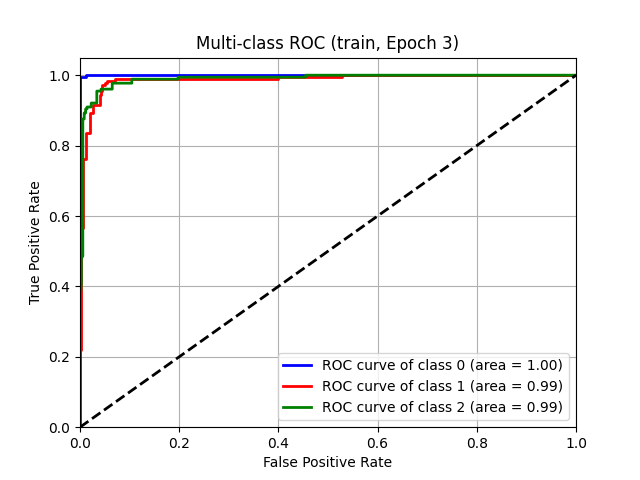 Multi-class ROC (train, Epoch 3)
True Positive Rate
1.0
0.8
0.6
0.4
0.2
0.0
0.0 0.2 0.4 0.6 0.8 1.0
False Positive Rate
ROC curve of class 0 (area = 1.00)
ROC curve of class 1 (area = 0.99)
ROC curve of class 2 (area = 0.99)